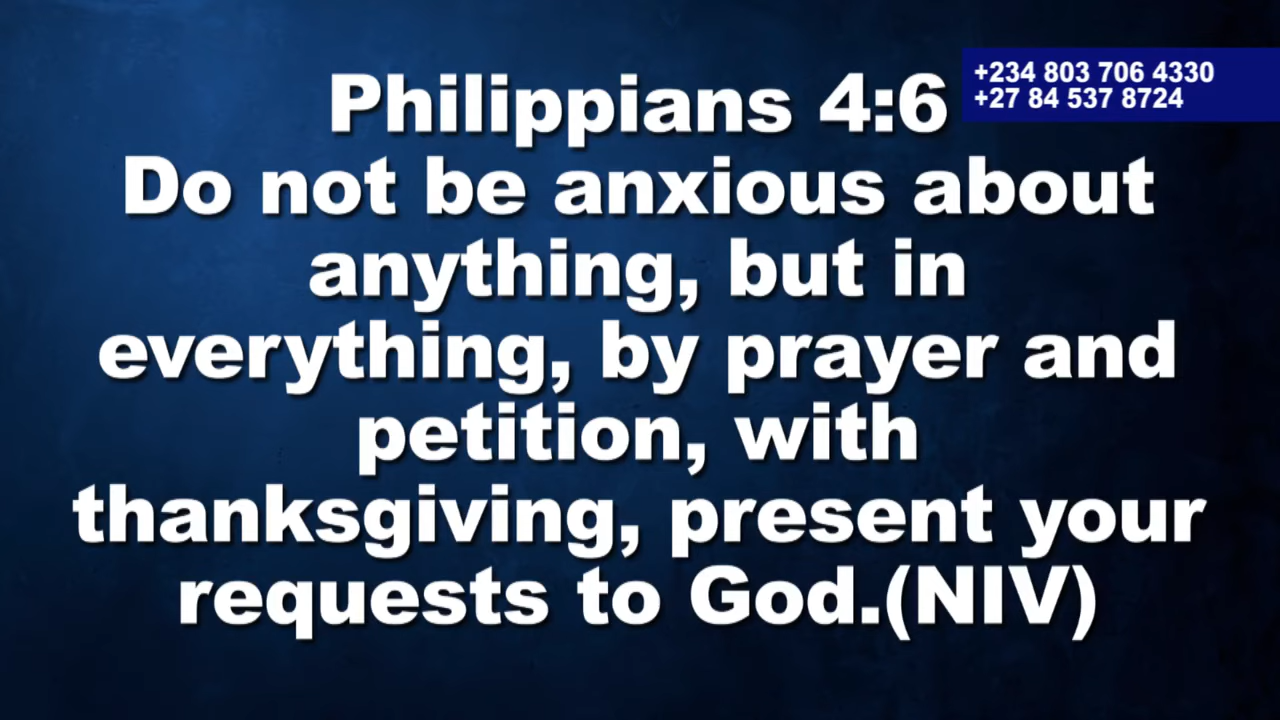 Philippians 4:6
+234 803 706 4330
+27 84 537 8724
Do not be anxious about
anything, but in
everything, by prayer and
petition, with
thanksgiving, present your
requests to God.(NIV)